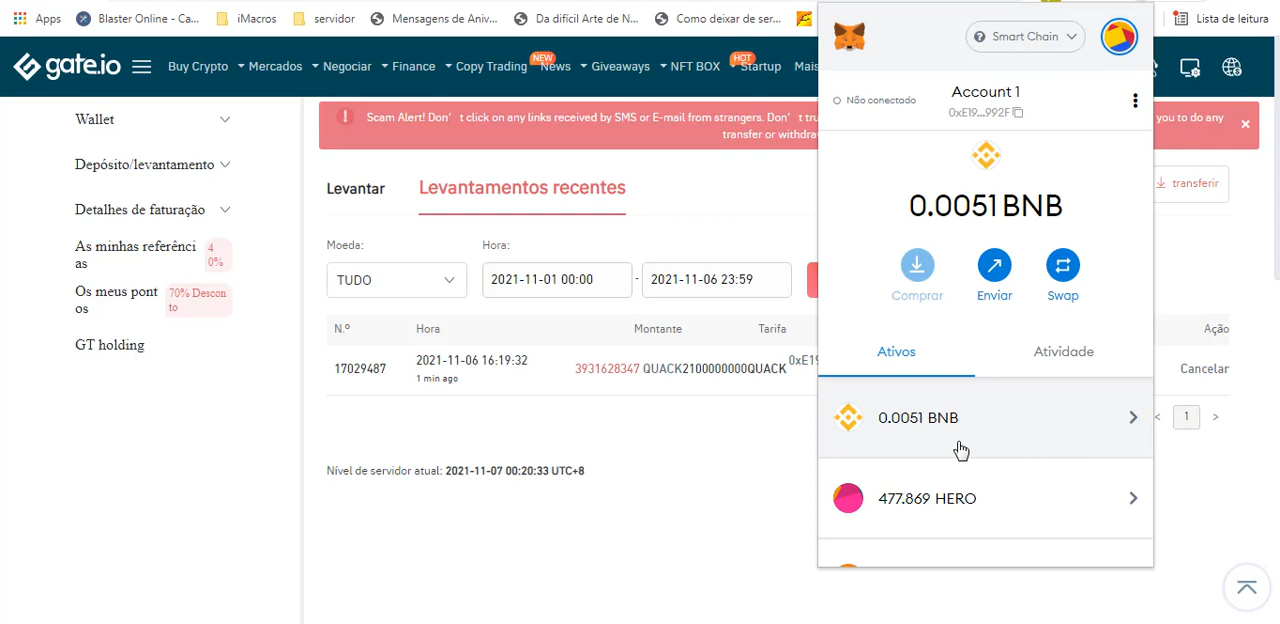 Apps
Blaster Online - Ca...
iMacros
servidor
Mensagens de Aniv...
Da difícil Arte de N...
Como deixar de ser...
Lista de leitura
gate.io
Buy Crypto
Mercados
Negociar
Finance
Copy Trading
NEW
News
Giveaways
NFT BOX
HOT
Startup
Mais
Wallet
Depósito/levantamento
Detalhes de faturação
As minhas referênci
as
4
0%
Os meus pont
os
70% Descon
to
GT holding
Scam Alert! Don't click on any links received by SMS or E-mail from strangers. Don't tru
you to do any
transfer or withdraw
Levantar
Levantamentos recentes
transferir
Moeda:
Hora:
TUDO
2021-11-01 00:00
-
2021-11-06 23:59
N.º
Hora
Montante
Tarifa
Ação
17029487
2021-11-06 16:19:32
1 min ago
3931628347 QUACK2100000000QUACK
0xE19
Cancelar
< 1 >
Nível de servidor atual: 2021-11-07 00:20:33 UTC+8
Smart Chain
Não conectado
Account 1
0xE19...992F
0.0051 BNB
Comprar
Enviar
Swap
Ativos
Atividade
0.0051 BNB
477.869 HERO